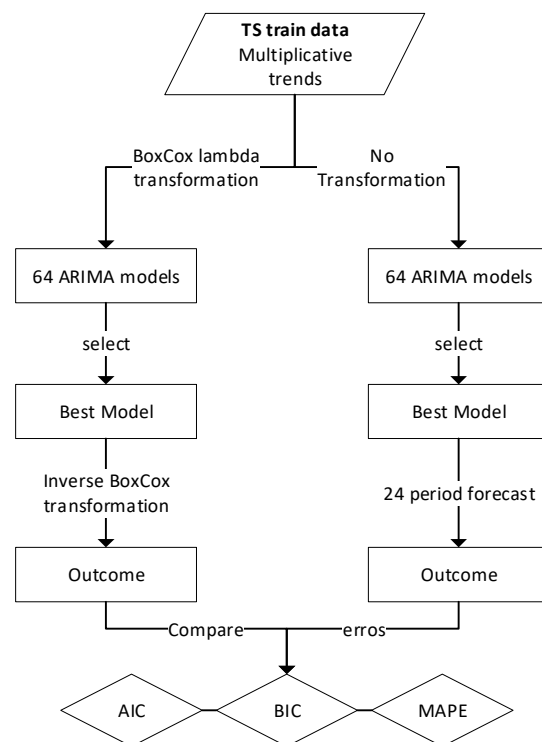 TS train data
Multiplicative
trends
BoxCox lambda
transformation
No
Transformation
64 ARIMA models
64 ARIMA models
select
select
Best Model
Best Model
Inverse BoxCox
transformation
24 period forecast
Outcome
Outcome
Compare
erros
AIC
BIC
MAPE